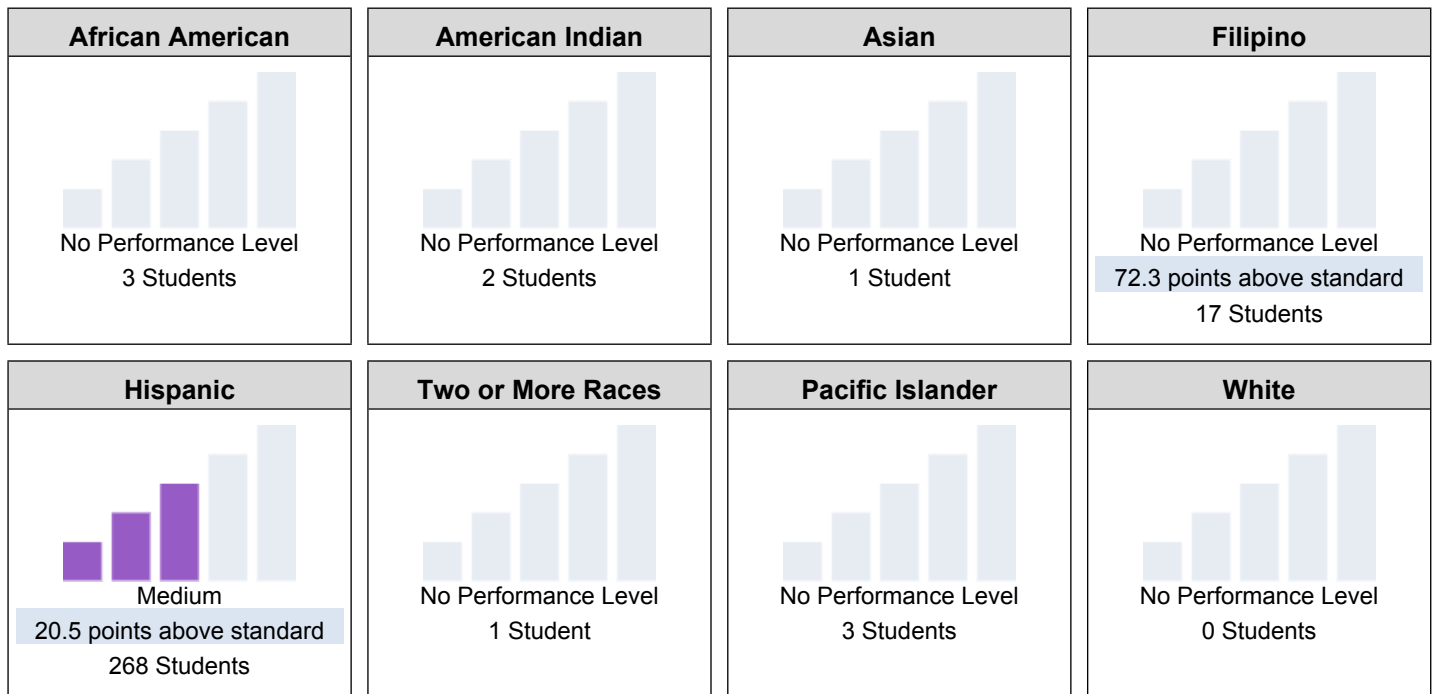 African American
No Performance Level
3 Students
American Indian
No Performance Level
2 Students
Asian
No Performance Level
1 Student
Filipino
No Performance Level
72.3 points above standard
17 Students
Hispanic
Medium
20.5 points above standard
268 Students
Two or More Races
No Performance Level
1 Student
Pacific Islander
No Performance Level
3 Students
White
No Performance Level
0 Students